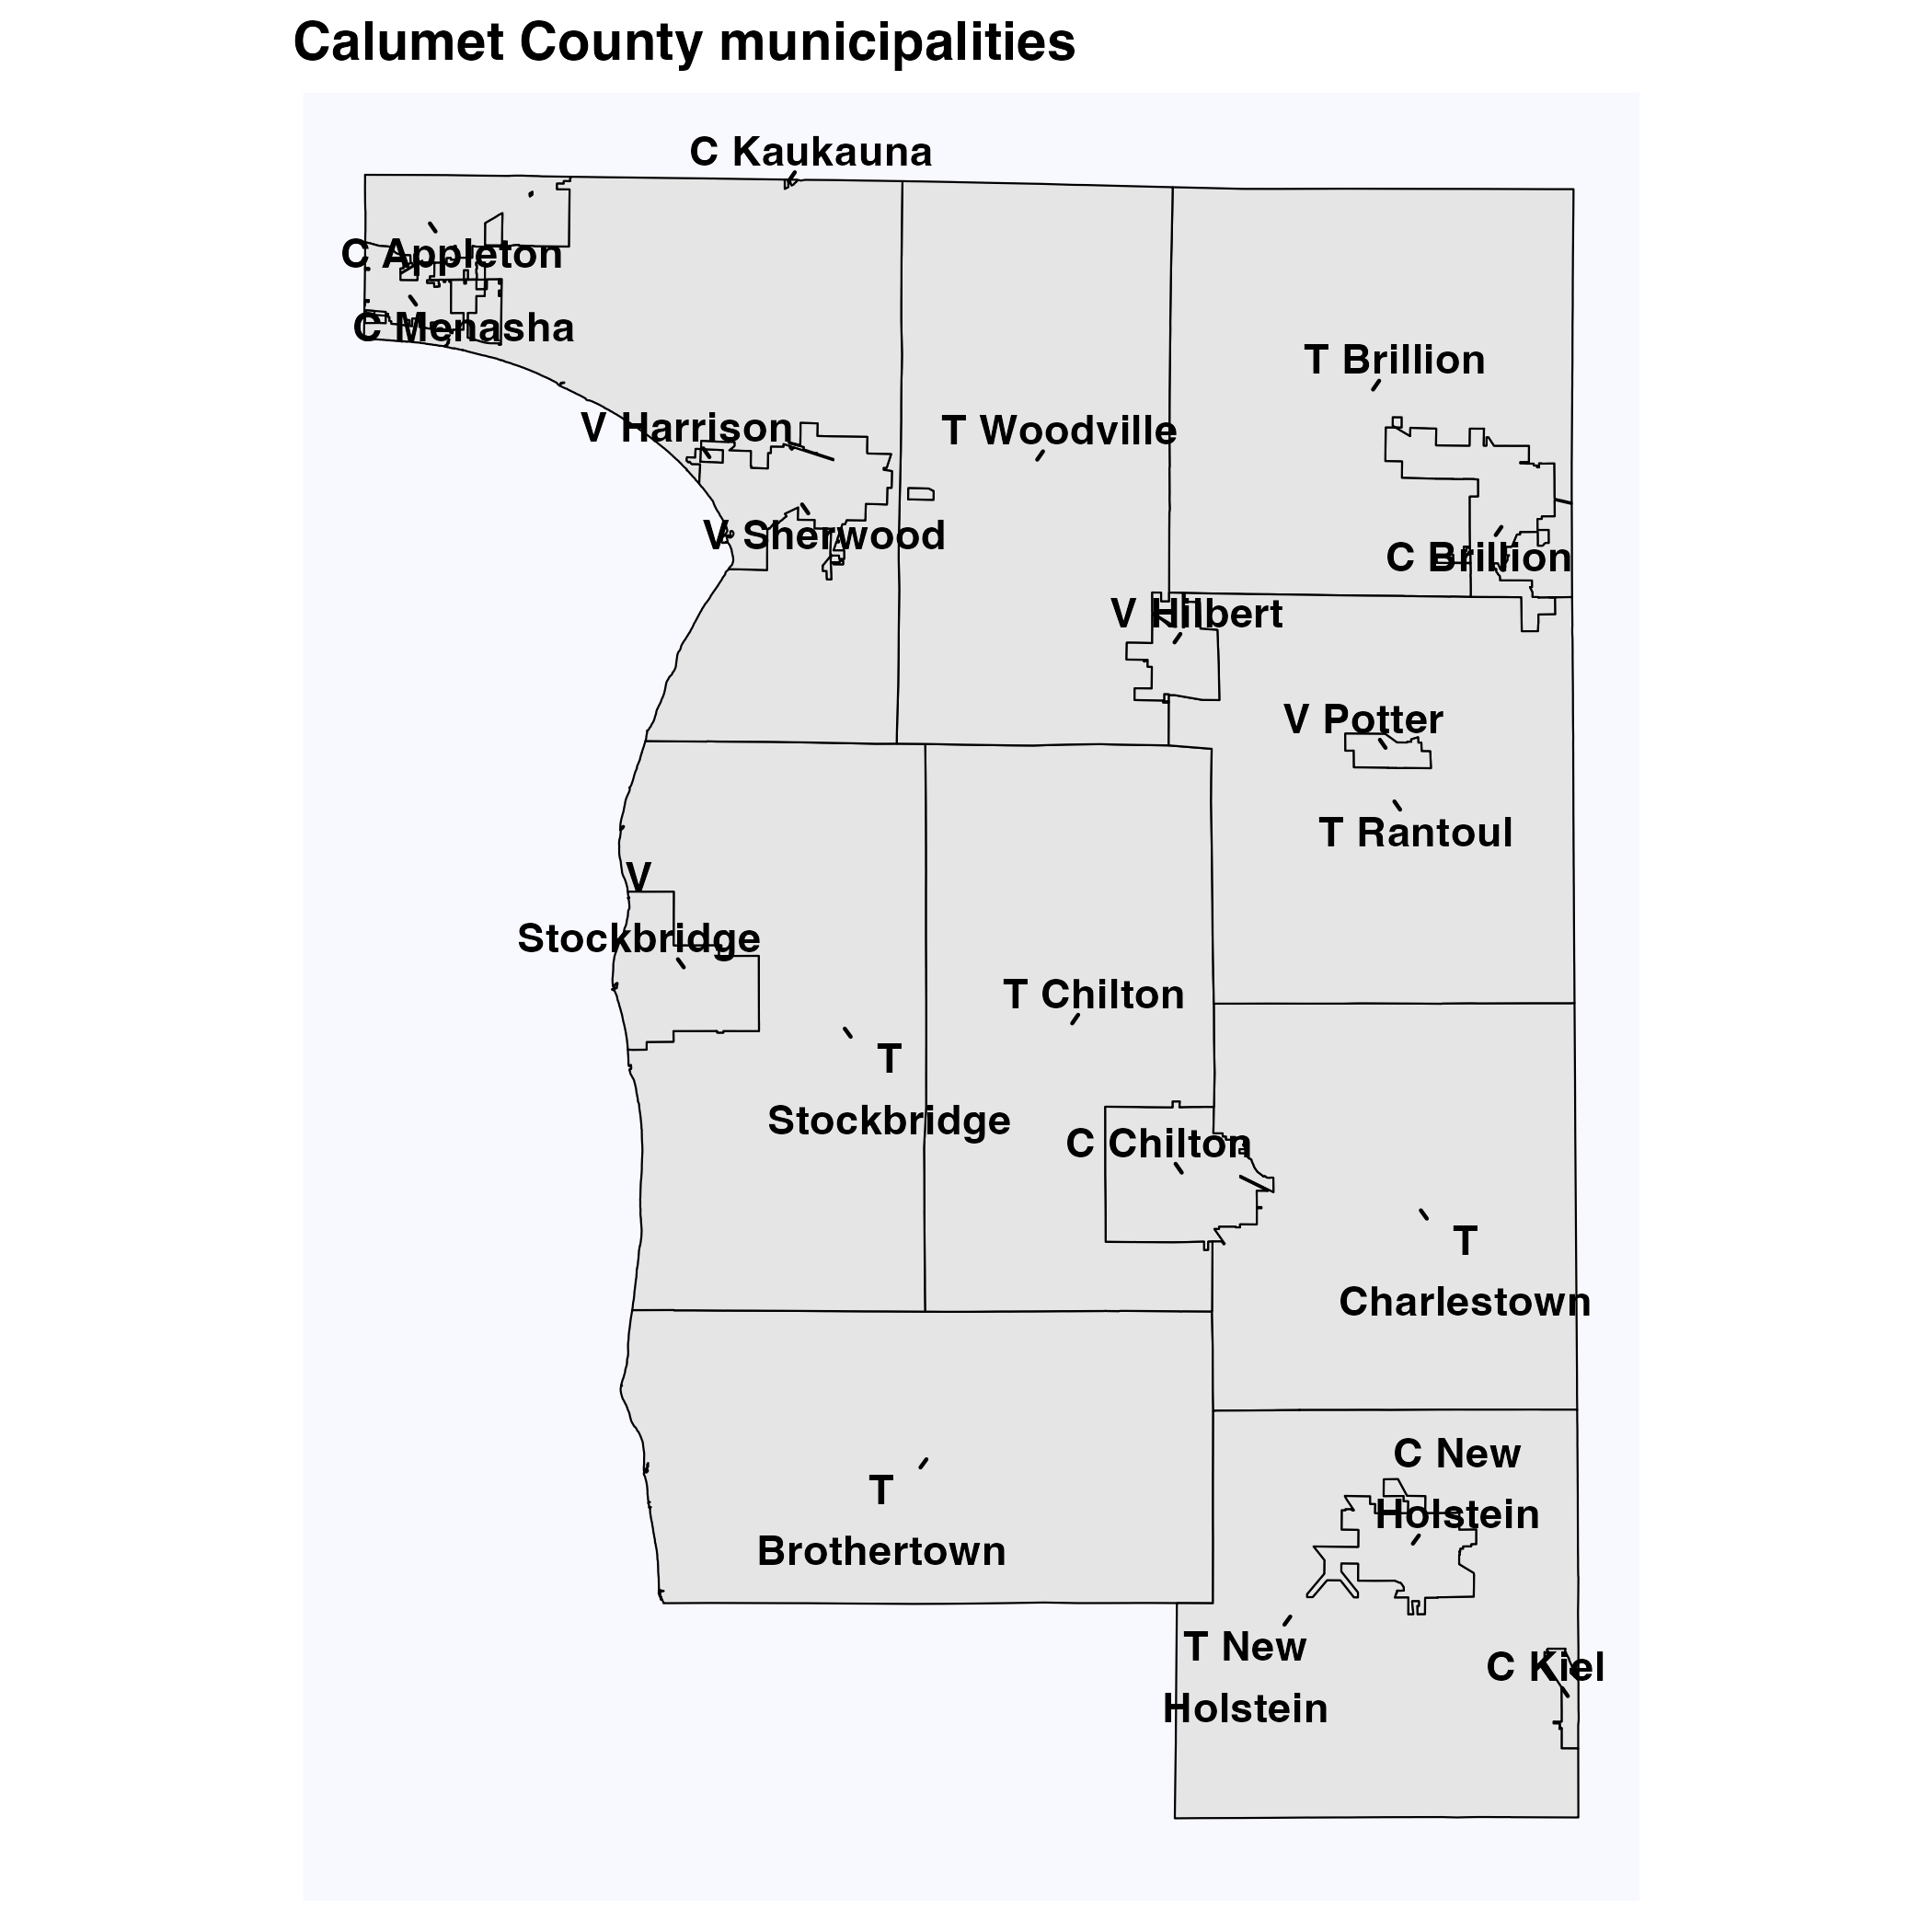 Calumet County municipalities
C Kaukauna
C Appleton
C Menasha
T Brillion
V Harrison
T Woodville
V Sherwood
C Brillion
V Hilbert
V Potter
T Rantoul
V
Stockbridge
T Chilton
T
Stockbridge
C Chilton
T
Charlestown
C New
Holstein
T
Brothertown
T New
Holstein
C Kiel